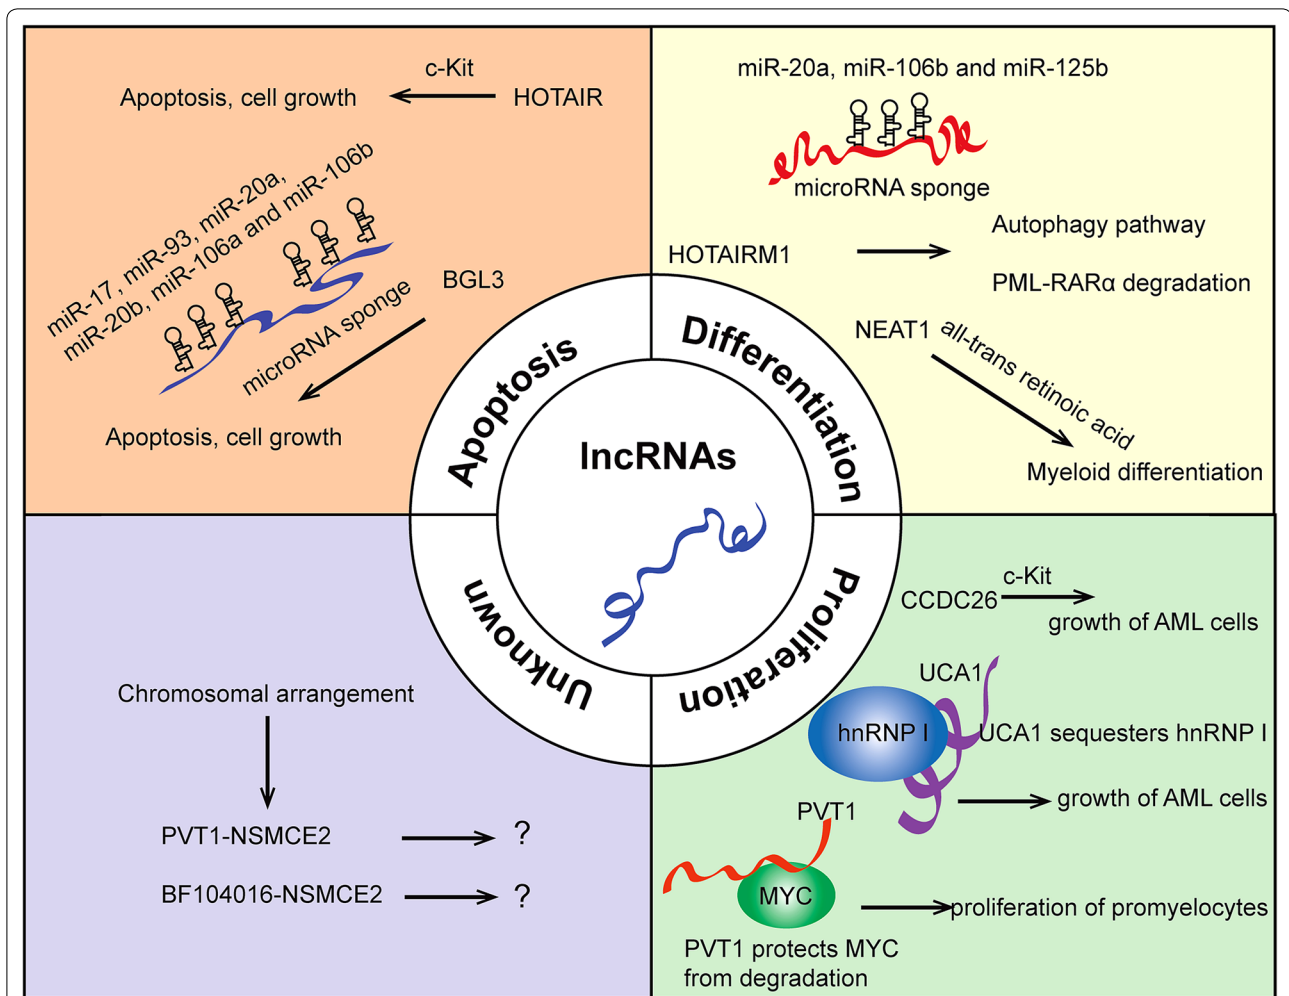 c-Kit
Apoptosis, cell growth
HOTAIR
miR-17, miR-93, miR-20a,
miR-20b, miR-106a and miR-106b
microRNA sponge
BGL3
Apoptosis, cell growth
miR-20a, miR-106b and miR-125b
microRNA sponge
HOTAIRM1
Autophagy pathway
PML-RARα degradation
NEAT1
all-trans retinoic acid
Myeloid differentiation
Apoptosis
Differentiation
lncRNAs
Unknown
Proliferation
Chromosomal arrangement
PVT1-NSMCE2
?
BF104016-NSMCE2
?
c-Kit
CCDC26
growth of AML cells
UCA1
hnRNP I
UCA1 sequesters hnRNP I
growth of AML cells
PVT1
MYC
proliferation of promyelocytes
PVT1 protects MYC
from degradation